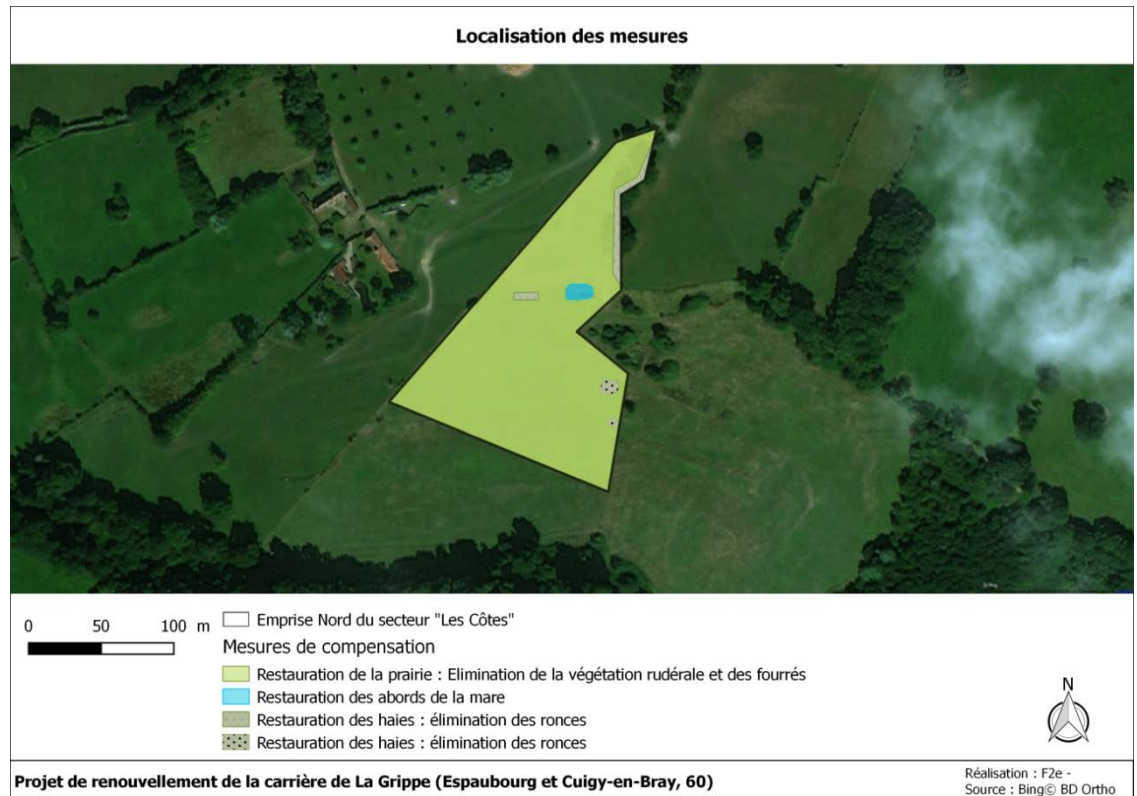 Localisation des mesures
0 50 100 m
Emprise Nord du secteur "Les Côtes"
Mesures de compensation
Restauration de la prairie : Elimination de la végétation rudérale et des fourrés
Restauration des abords de la mare
Restauration des haies : élimination des ronces
Restauration des haies : élimination des ronces
N
Projet de renouvellement de la carrière de La Grippe (Espaubourg et Cuigy-en-Bray, 60)
Réalisation : F2e -
Source : Bing© BD Ortho